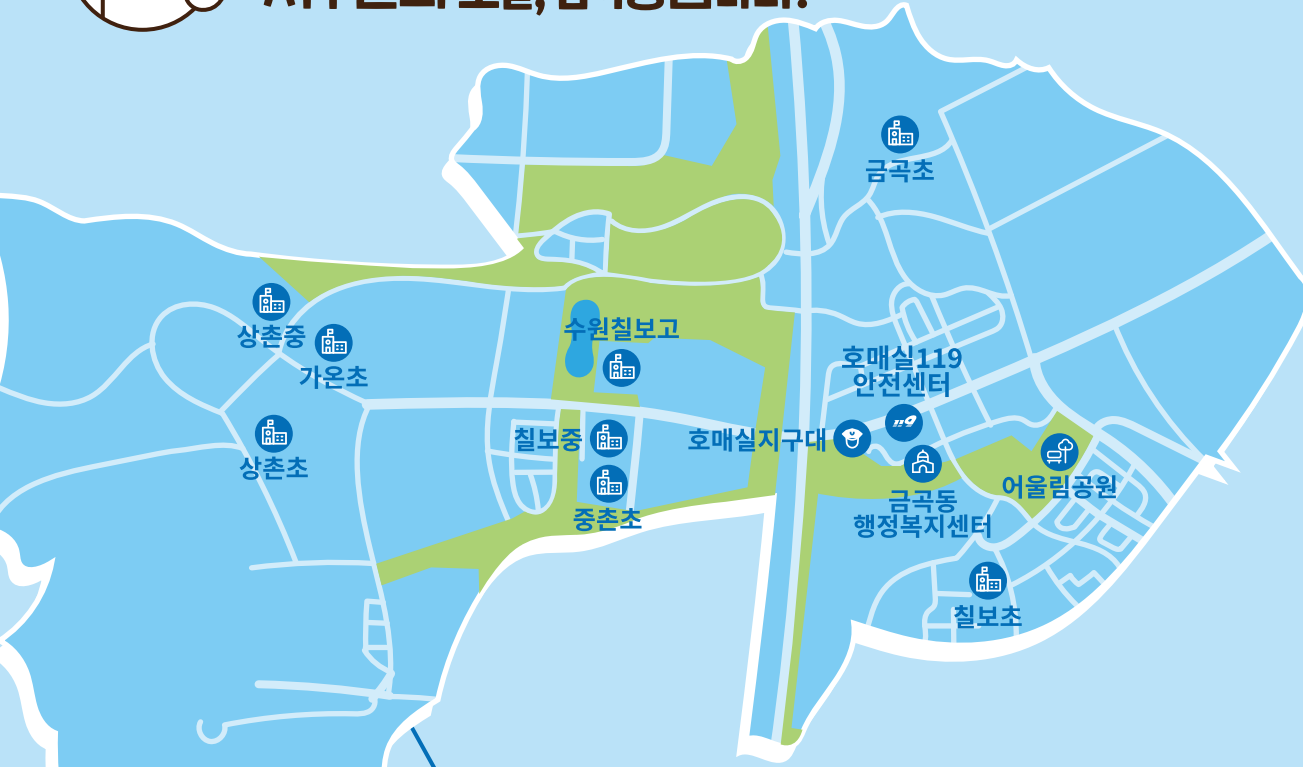 금곡초
상촌중
수원칠보고
가온초
호매실119
안전센터
상촌초
칠보중
호매실지구대
119
중촌초
금곡동
행정복지센터
어울림공원
칠보초